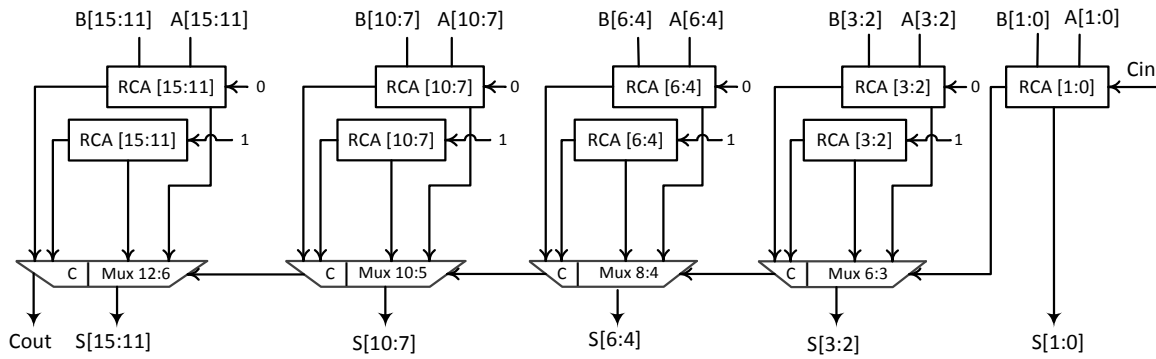 B[15:11] A[15:11] B[10:7] A[10:7] B[6:4] A[6:4] B[3:2] A[3:2] B[1:0] A[1:0]
RCA [15:11] 0 RCA [10:7] 0 RCA [6:4] 0 RCA [3:2] 0 RCA [1:0] Cin
RCA [15:11] 1 RCA [10:7] 1 RCA [6:4] 1 RCA [3:2] 1
C Mux 12:6 C Mux 10:5 C Mux 8:4 C Mux 6:3
Cout S[15:11] S[10:7] S[6:4] S[3:2] S[1:0]